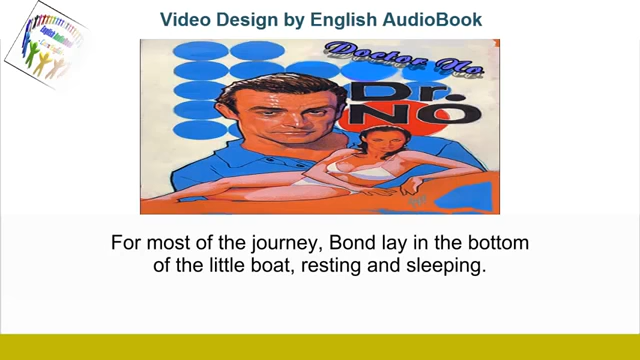 Video Design by English AudioBook
Doctor No
Dr.
NO
For most of the journey, Bond lay in the bottom
of the little boat, resting and sleeping.